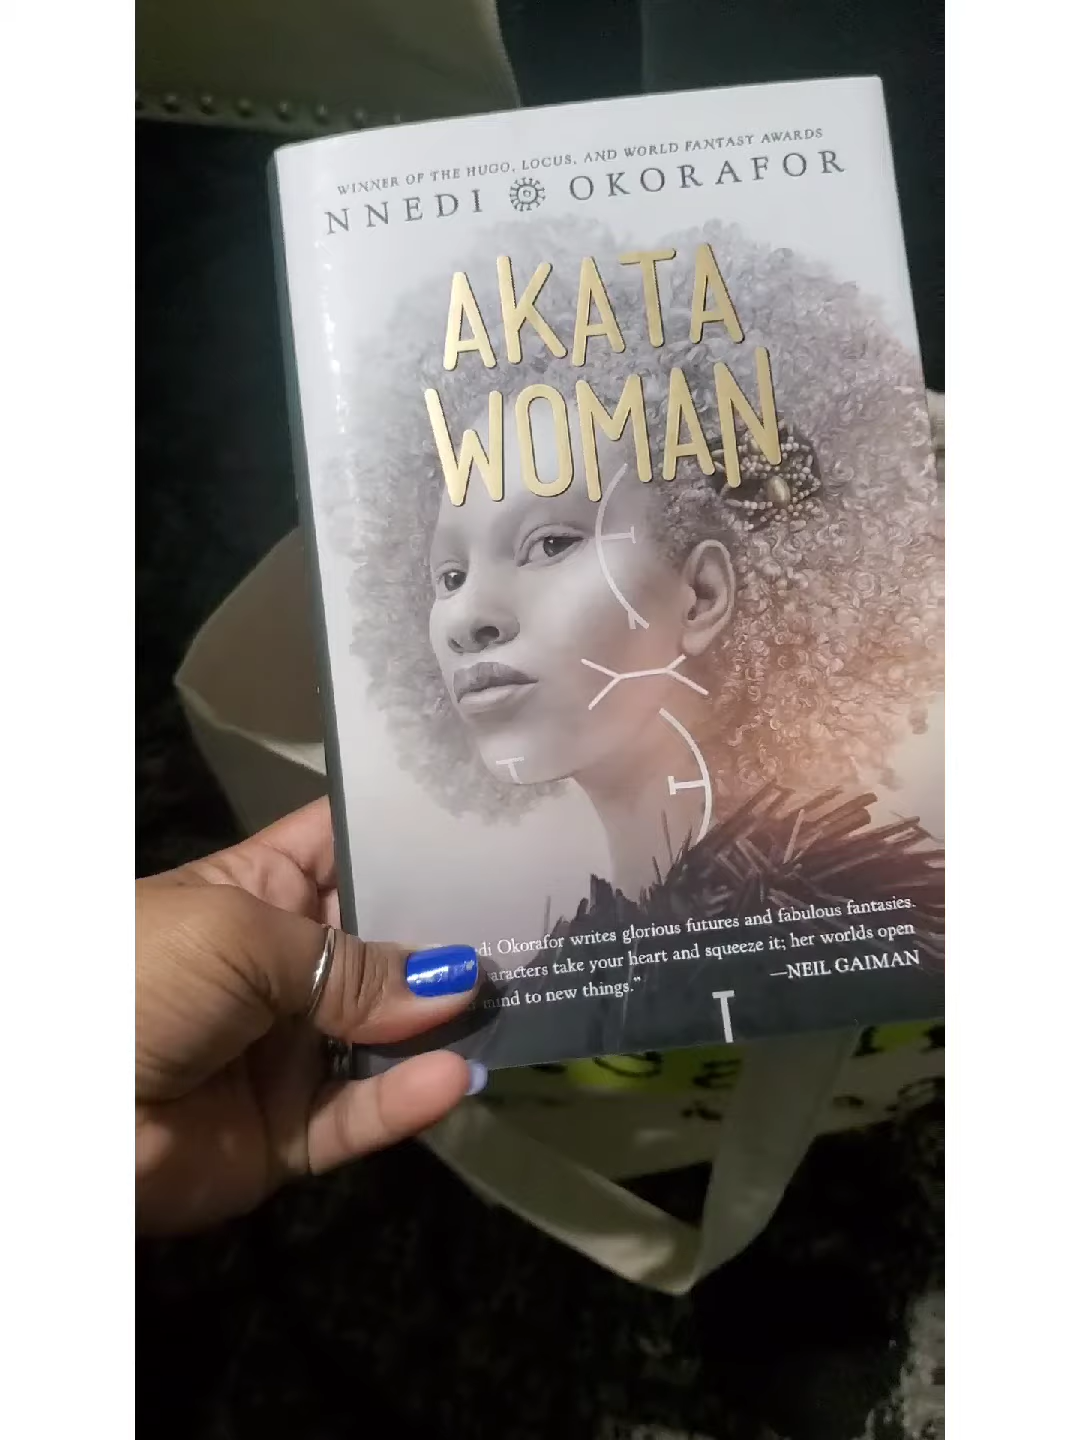 WINNER OF THE HUGO, LOCUS, AND WORLD FANTASY AWARDS
NNEDI OKORAFOR
AKATA
WOMAN
di Okorafor writes glorious futures and fabulous fantasies.
aracters take your heart and squeeze it; her worlds open
mind to new things."
—NEIL GAIMAN